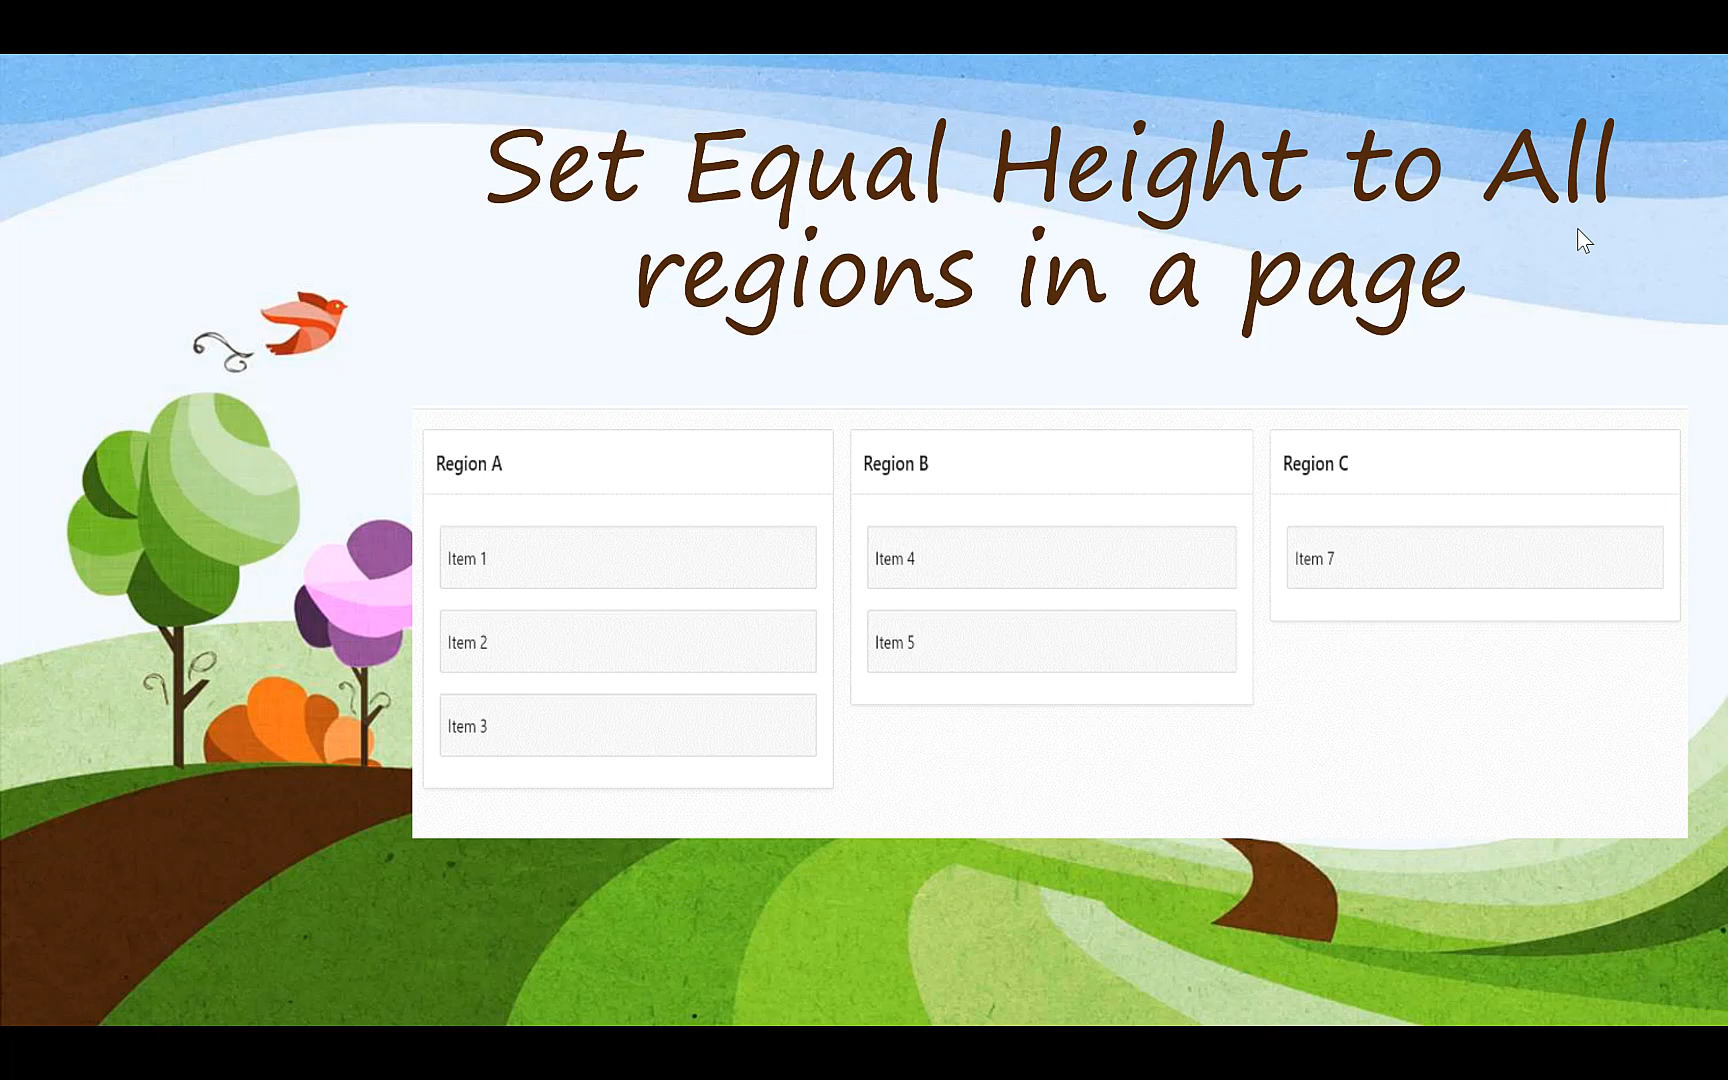 Set Equal Height to All
regions in a page
Region A
Item 1
Item 2
Item 3
Region B
Item 4
Item 5
Region C
Item 7